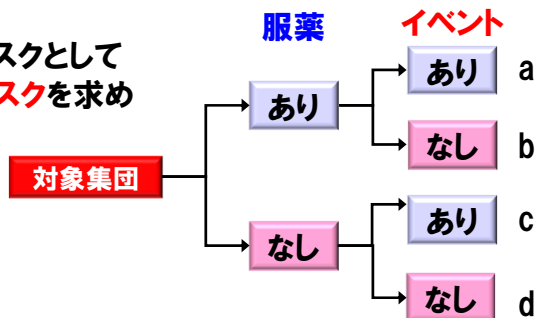 スクとして
スクを求め
服薬
イベント
対象集団
あり
なし
あり a
なし b
あり c
なし d